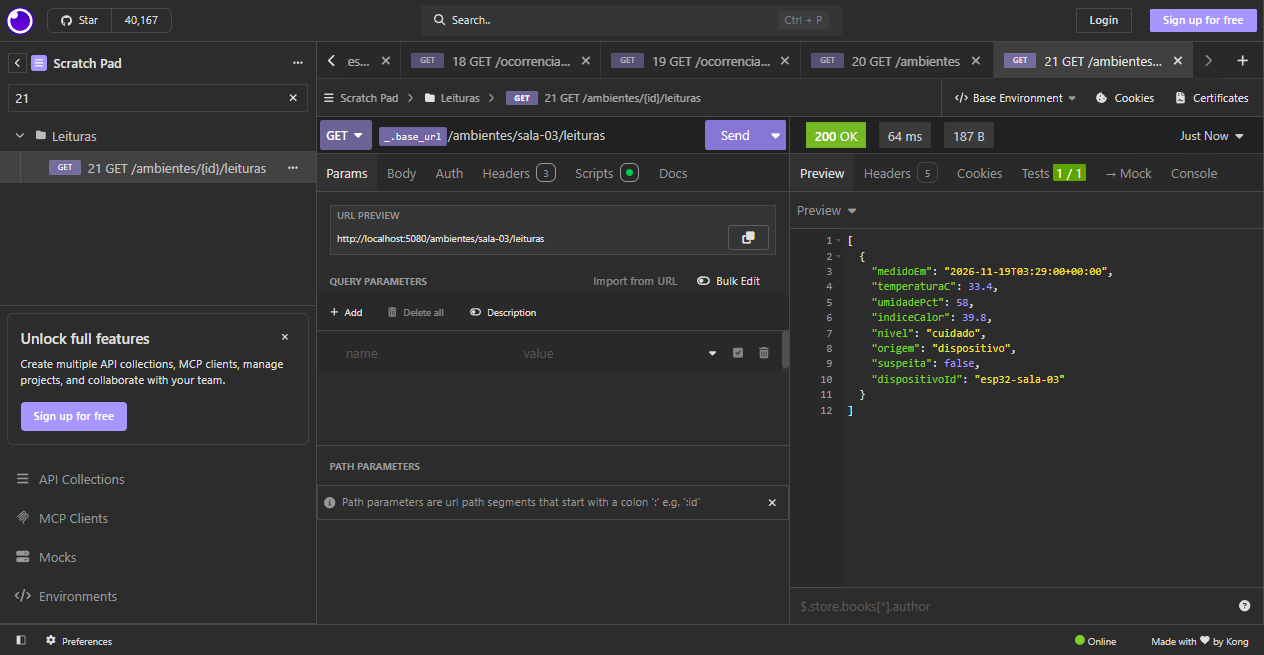 Star 40,167 Search.. Ctrl + P Login Sign up for free
Scratch Pad
21
Leituras
GET 21 GET /ambientes/{id}/leituras
Unlock full features
Create multiple API collections, MCP clients, manage
projects, and collaborate with your team.
Sign up for free
API Collections
MCP Clients
Mocks
Environments
es... GET 18 GET /ocorrencia... GET 19 GET /ocorrencia... GET 20 GET /ambientes GET 21 GET /ambientes...
Scratch Pad Leituras GET 21 GET /ambientes/{id}/leituras
Base Environment Cookies Certificates
GET _.base_url/ambientes/sala-03/leituras Send
Params Body Auth Headers 3 Scripts Docs
URL PREVIEW
http://localhost:5080/ambientes/sala-03/leituras
QUERY PARAMETERS Import from URL Bulk Edit
Add Delete all Description
name value
PATH PARAMETERS
Path parameters are url path segments that start with a colon ':' e.g. ':id'
200 OK 64 ms 187 B Just Now
Preview Headers 5 Cookies Tests 1 / 1 → Mock Console
Preview
1 [
2 {
3 "medidoEm": "2026-11-19T03:29:00+00:00",
4 "temperaturaC": 33.4,
5 "umidadePct": 58,
6 "indiceCalor": 39.8,
7 "nivel": "cuidado",
8 "origem": "dispositivo",
9 "suspeita": false,
10 "dispositivoId": "esp32-sala-03"
11 }
12 ]
$.store.books[*].author
Preferences Online Made with ♥ by Kong